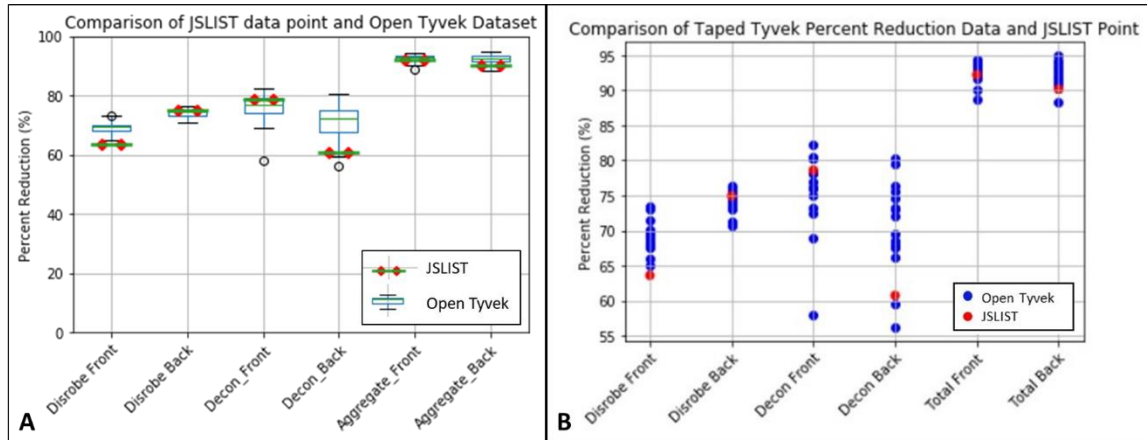 Comparison of JSLIST data point and Open Tyvek Dataset
100
80
60
40
20
0
Percent Reduction (%)
JSLIST
Open Tyvek
Disrobe Front
Disrobe Back
Decon_Front
Decon_Back
Aggregate_Front
Aggregate_Back
A
Comparison of Taped Tyvek Percent Reduction Data and JSLIST Point
95
90
85
80
75
70
65
60
55
Percent Reduction (%)
Open Tyvek
JSLIST
Disrobe Front
Disrobe Back
Decon Front
Decon Back
Total Front
Total Back
B